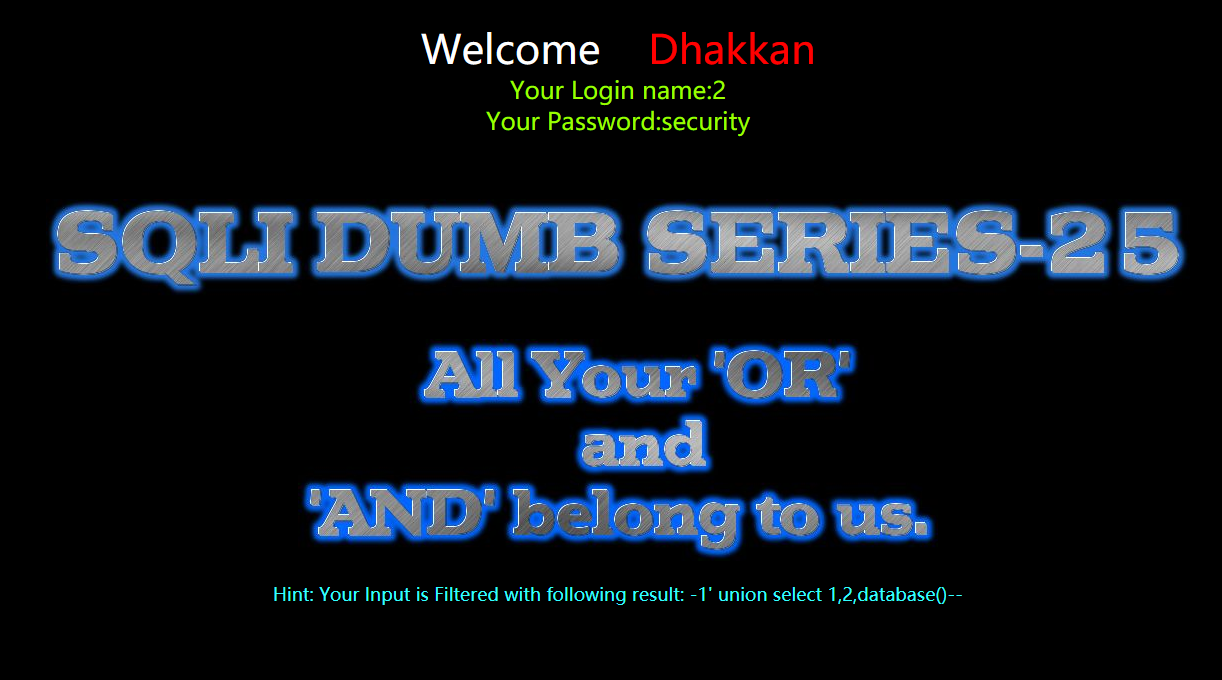 Welcome Dhakkan
Your Login name:2
Your Password:security
SQLI DUMB SERIES-25
All Your 'OR'
and
'AND' belong to us.
Hint: Your Input is Filtered with following result: -1' union select 1,2,database()--